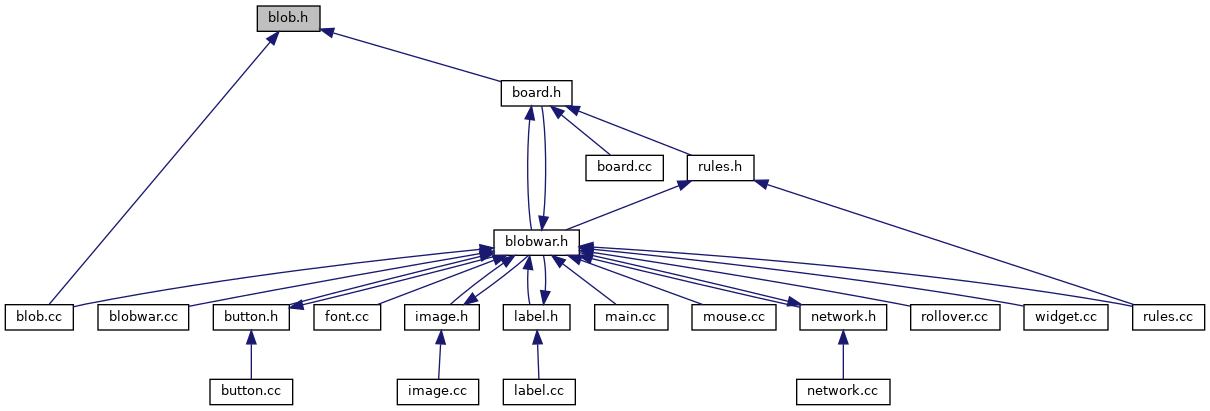 blob.h
board.h
board.cc
rules.h
blobwar.h
blob.cc
blobwar.cc
button.h
font.cc
image.h
label.h
main.cc
mouse.cc
network.h
rollover.cc
widget.cc
rules.cc
button.cc
image.cc
label.cc
network.cc